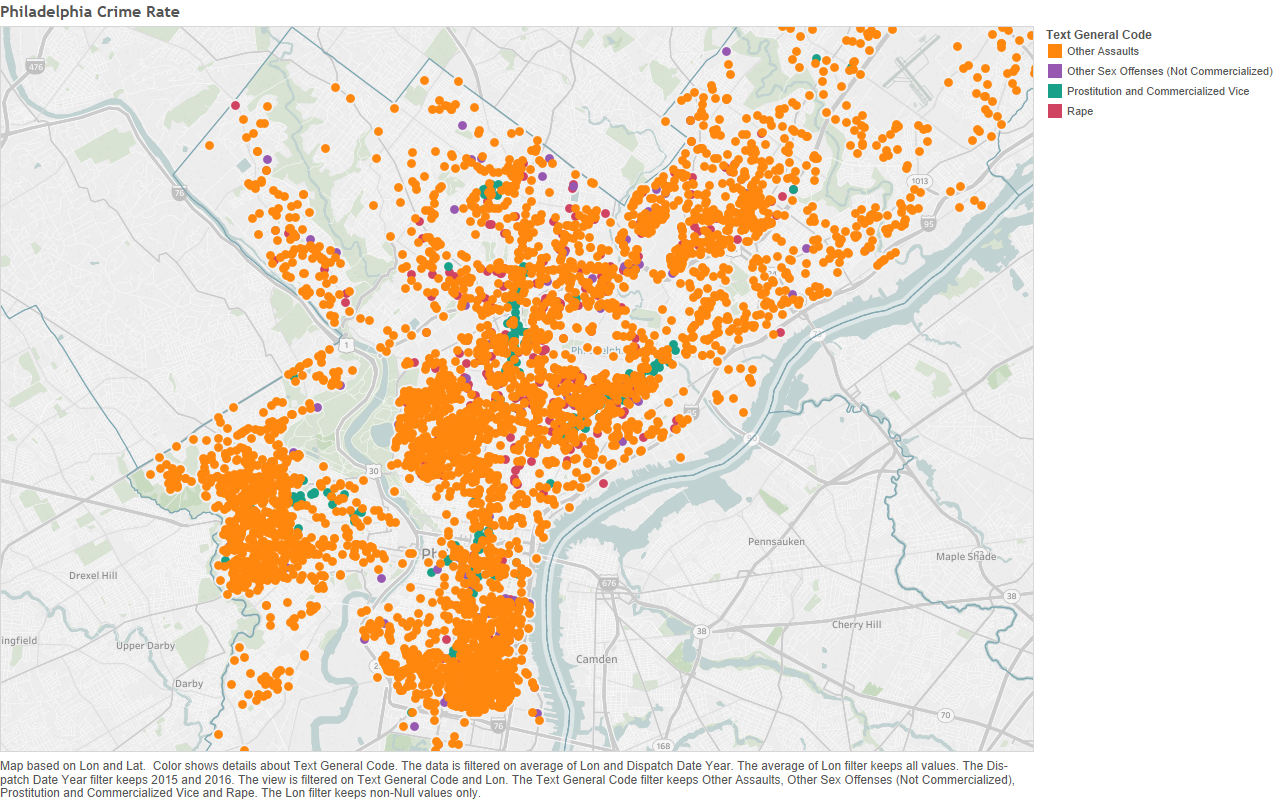 Philadelphia Crime Rate
Text General Code
Other Assaults
Other Sex Offenses (Not Commercialized)
Prostitution and Commercialized Vice
Rape
476
76
1013
95
1
30
95
90
676
38
38
70
76
168
Pennsauken
Maple Shade
Drexel Hill
Cherry Hill
Upper Darby
Camden
Darby
Map based on Lon and Lat.  Color shows details about Text General Code. The data is filtered on average of Lon and Dispatch Date Year. The average of Lon filter keeps all values. The Dis-
patch Date Year filter keeps 2015 and 2016. The view is filtered on Text General Code and Lon. The Text General Code filter keeps Other Assaults, Other Sex Offenses (Not Commercialized),
Prostitution and Commercialized Vice and Rape. The Lon filter keeps non-Null values only.